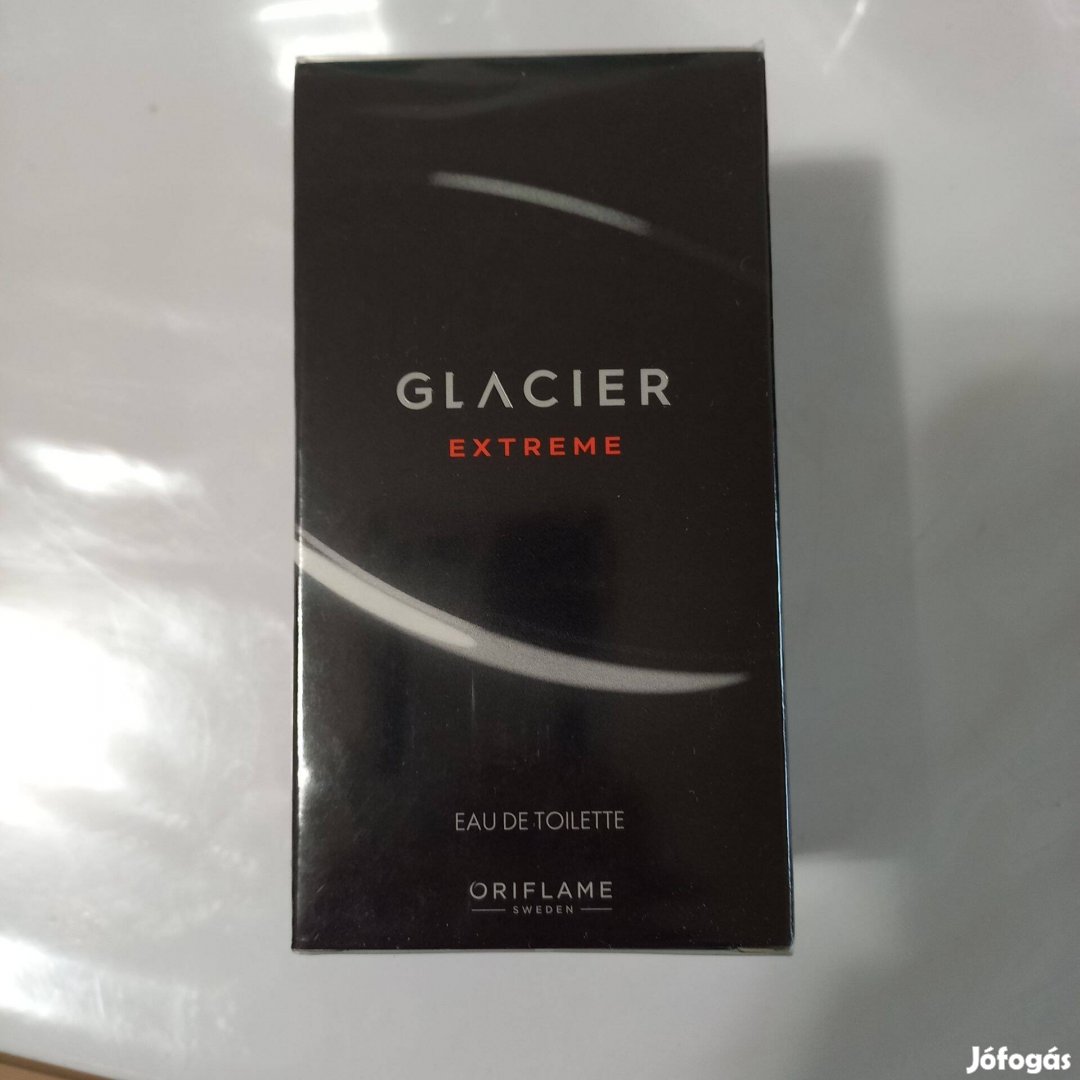 GLACIER
EXTREME
EAU DE TOILETTE
ORIFLAME
SWEDEN
Jófogás